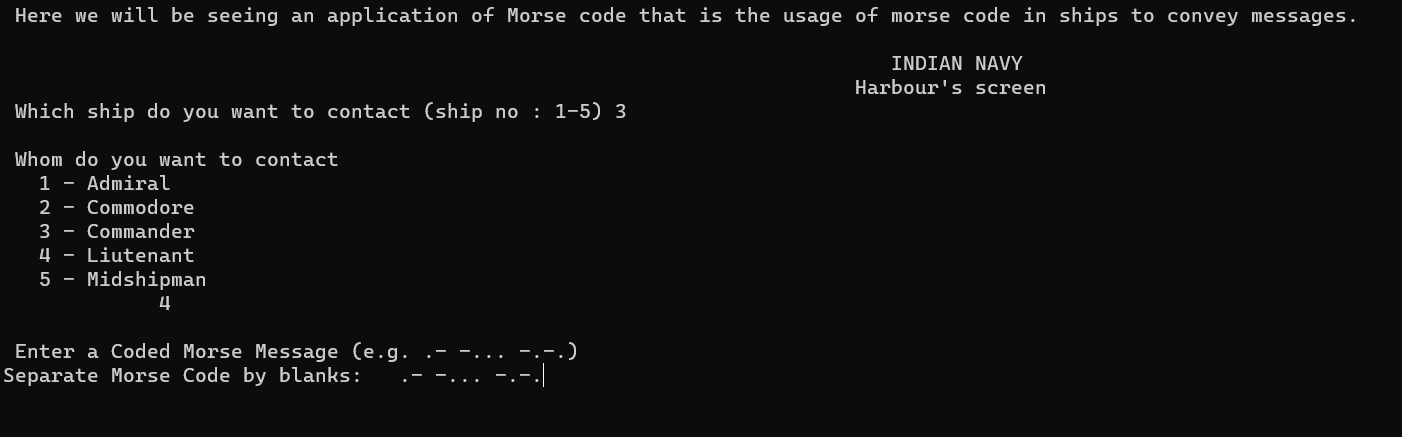 Here we will be seeing an application of Morse code that is the usage of morse code in ships to convey messages.
INDIAN NAVY
Harbour's screen
Which ship do you want to contact (ship no : 1-5) 3
Whom do you want to contact
1 - Admiral
2 - Commodore
3 - Commander
4 - Liutenant
5 - Midshipman
4
Enter a Coded Morse Message (e.g. .- -... -.-.)
Separate Morse Code by blanks:   .- -... -.-.